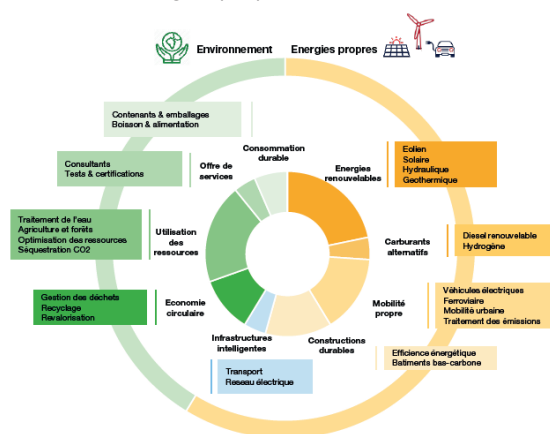 Environnement
Energies propres
Contenants & emballages
Boisson & alimentation
Consommation
durable
Consultants
Tests & certifications
Offre de
services
Energies
renouvelables
Eolien
Solaire
Hydraulique
Geothermique
Traitement de l'eau
Agriculture et forêts
Optimisation des ressources
Séquestration CO2
Utilisation
des
ressources
Carburants
alternatifs
Diesel renouvelable
Hydrogène
Gestion des déchets
Recyclage
Revalorisation
Economie
circulaire
Mobilité
propre
Véhicules électriques
Ferroviaire
Mobilité urbaine
Traitement des émissions
Infrastructures
intelligentes
Constructions
durables
Transport
Reseau électrique
Efficience energétique
Batiments bas-carbone